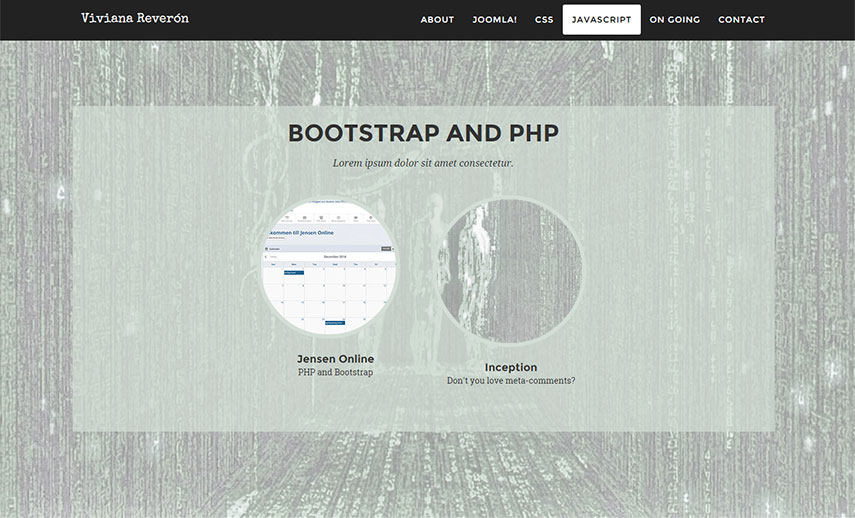 Viviana Reverón
ABOUT JOOMLA! CSS JAVASCRIPT ON GOING CONTACT
BOOTSTRAP AND PHP
Lorem ipsum dolor sit amet consectetur.
kommen till Jensen Online
December 2016
Jensen Online
PHP and Bootstrap
Inception
Don't you love meta-comments?